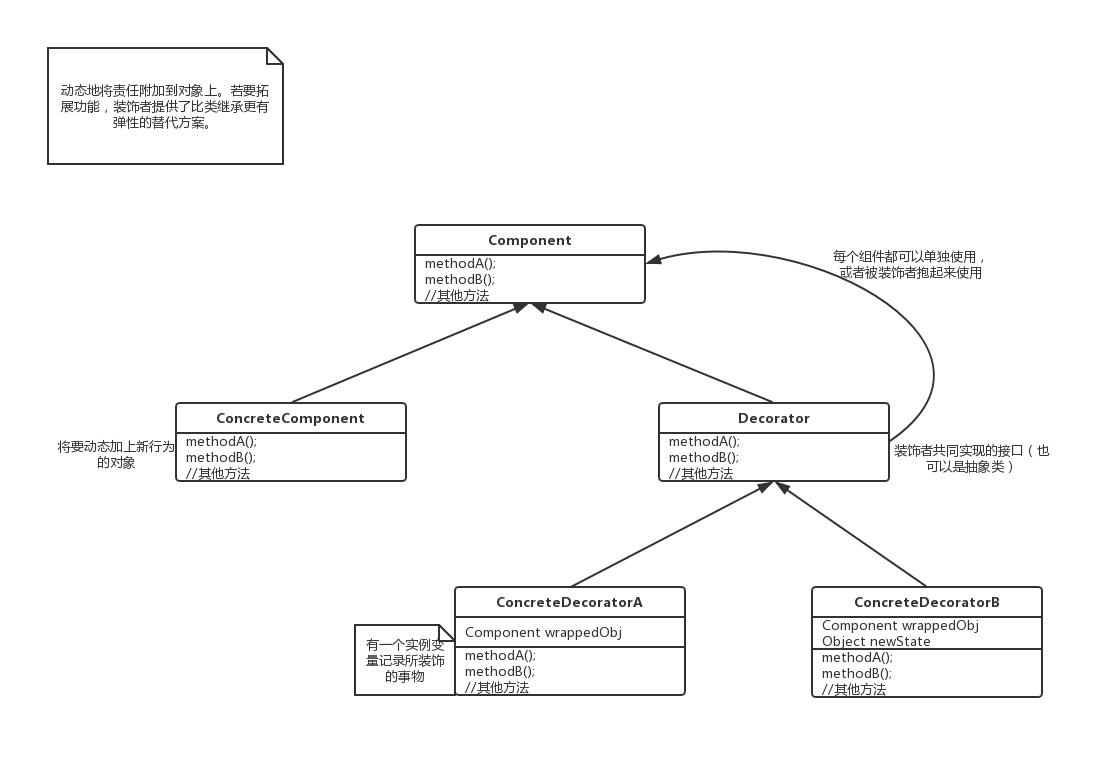 动态地将责任附加到对象上。若要拓
展功能，装饰者提供了比类继承更有
弹性的替代方案。
Component
methodA();
methodB();
//其他方法
每个组件都可以单独使用，
或者被装饰者抱起来使用
ConcreteComponent
methodA();
methodB();
//其他方法
将要动态加上新行为
的对象
Decorator
methodA();
methodB();
//其他方法
装饰者共同实现的接口（也
可以是抽象类）
ConcreteDecoratorA
Component wrappedObj
methodA();
methodB();
//其他方法
有一个实例变
量记录所装饰
的事物
ConcreteDecoratorB
Component wrappedObj
Object newState
methodA();
methodB();
//其他方法